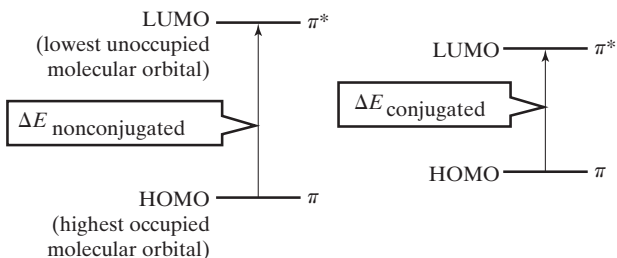 LUMO
(lowest unoccupied
molecular orbital)
π*
ΔE nonconjugated
HOMO
(highest occupied
molecular orbital)
π
LUMO
π*
ΔE conjugated
HOMO
π